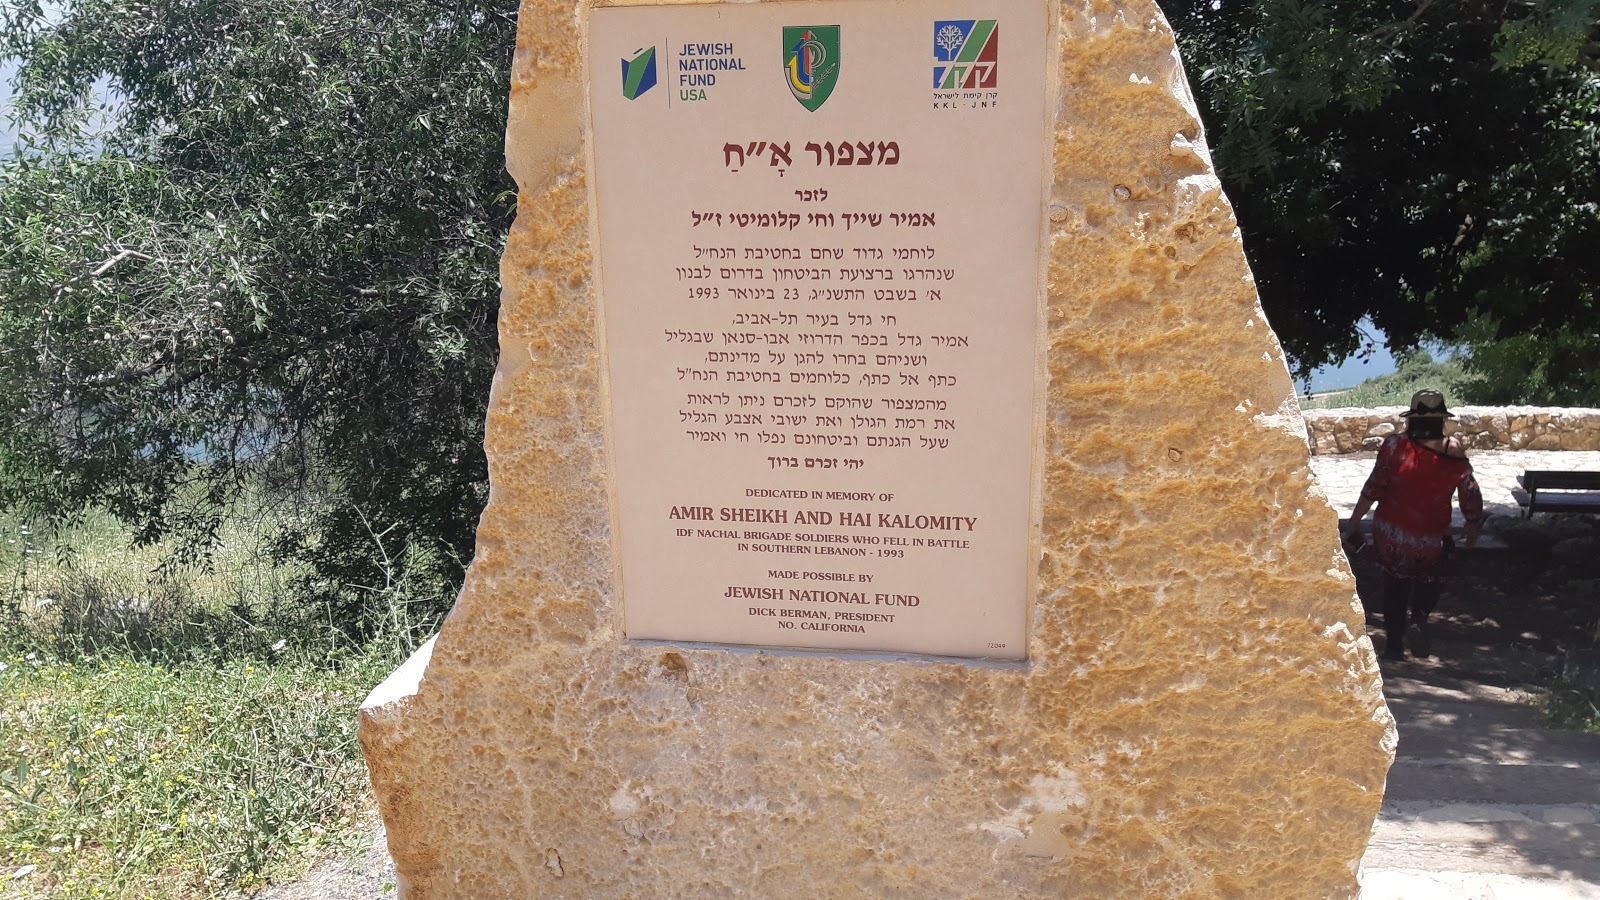 JEWISH
NATIONAL
FUND
USA
קק"ל
קרן קימת לישראל
KKL · JNF
מצפור אָ״חַ
לזכר
אמיר שייך וחי קלומיטי ז״ל
לוחמי גדוד שחם בחטיבת הנח״ל
שנהרגו ברצועת הביטחון בדרום לבנון
א׳ בשבט התשנ״ג, 23 בינואר 1993
חי גדל בעיר תל-אביב,
אמיר גדל בכפר הדרוזי אבו-סנאן שבגליל
ושניהם בחרו להגן על מדינתם,
כתף אל כתף, כלוחמים בחטיבת הנח״ל
מהמצפור שהוקם לזכרם ניתן לראות
את רמת הגולן ואת ישובי אצבע הגליל
שעל הגנתם וביטחונם נפלו חי ואמיר
יהי זכרם ברוך
DEDICATED IN MEMORY OF
AMIR SHEIKH AND HAI KALOMITY
IDF NACHAL BRIGADE SOLDIERS WHO FELL IN BATTLE
IN SOUTHERN LEBANON - 1993
MADE POSSIBLE BY
JEWISH NATIONAL FUND
DICK BERMAN, PRESIDENT
NO. CALIFORNIA
72049